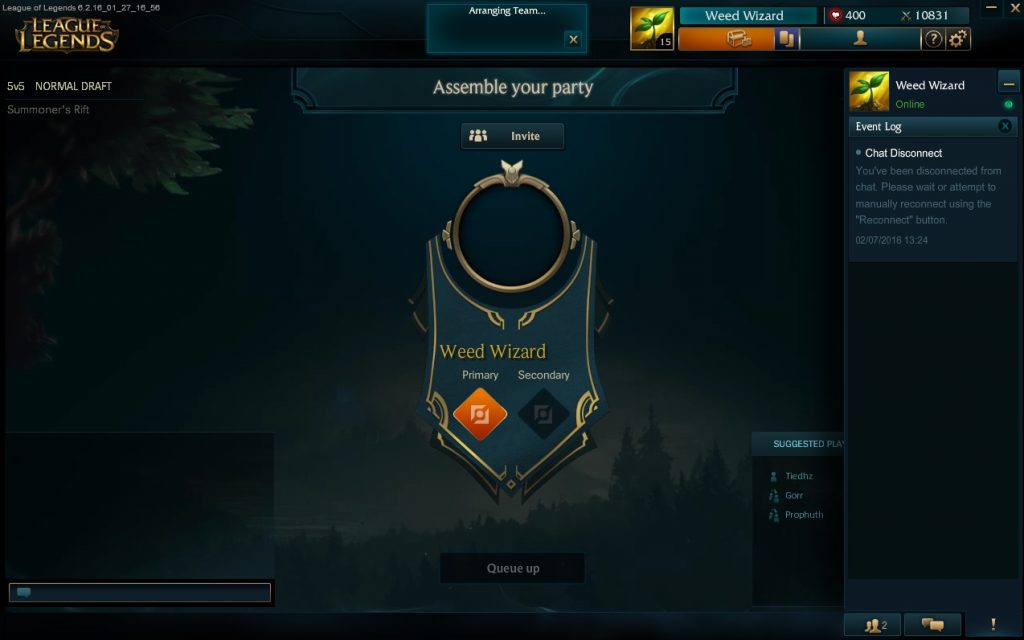 League of Legends 6.2.16_01_27_16_56
LEAGUE
OF
LEGENDS
Arranging Team...
X
15
Weed Wizard
400
10831
?
5v5 NORMAL DRAFT
Summoner's Rift
Assemble your party
Invite
Weed Wizard
Primary Secondary
Queue up
SUGGESTED PLAY
Tiedhz
Gorr
Prophuth
Weed Wizard
Online
Event Log
Chat Disconnect
You've been disconnected from
chat. Please wait or attempt to
manually reconnect using the
"Reconnect" button.
02/07/2016 13:24
2
!